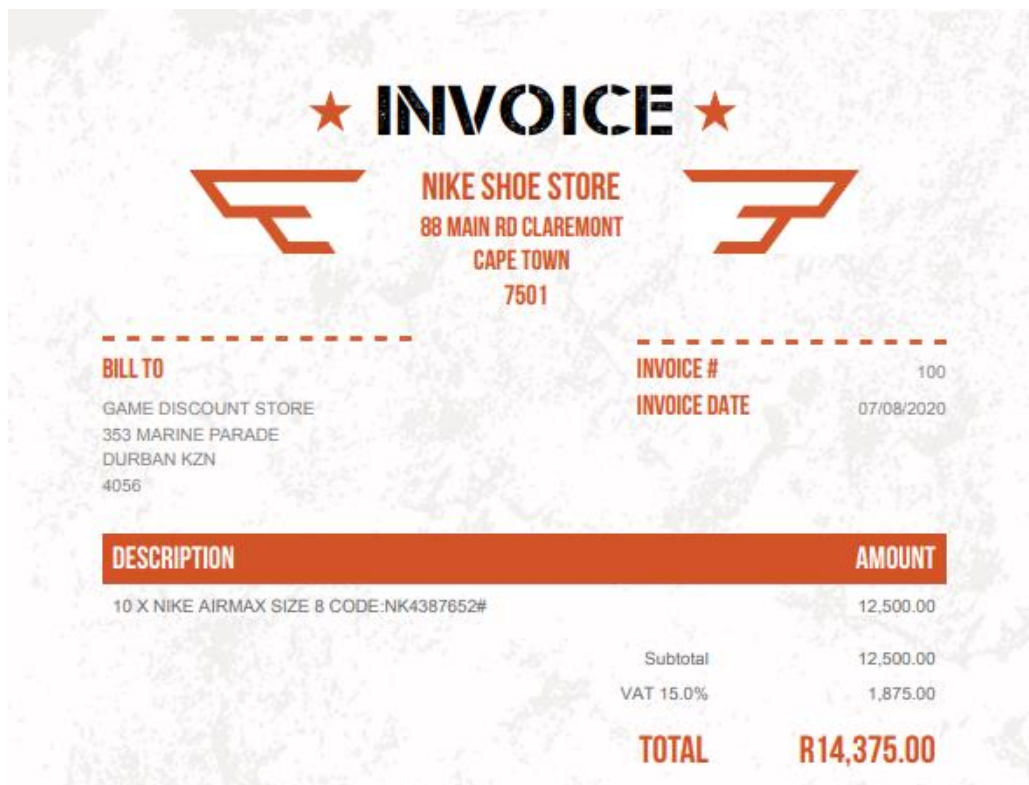 INVOICE
NIKE SHOE STORE
88 MAIN RD CLAREMONT
CAPE TOWN
7501
BILL TO
GAME DISCOUNT STORE
353 MARINE PARADE
DURBAN KZN
4056
INVOICE # 100
INVOICE DATE 07/08/2020
DESCRIPTION AMOUNT
10 X NIKE AIRMAX SIZE 8 CODE:NK4387652# 12,500.00
Subtotal 12,500.00
VAT 15.0% 1,875.00
TOTAL R14,375.00